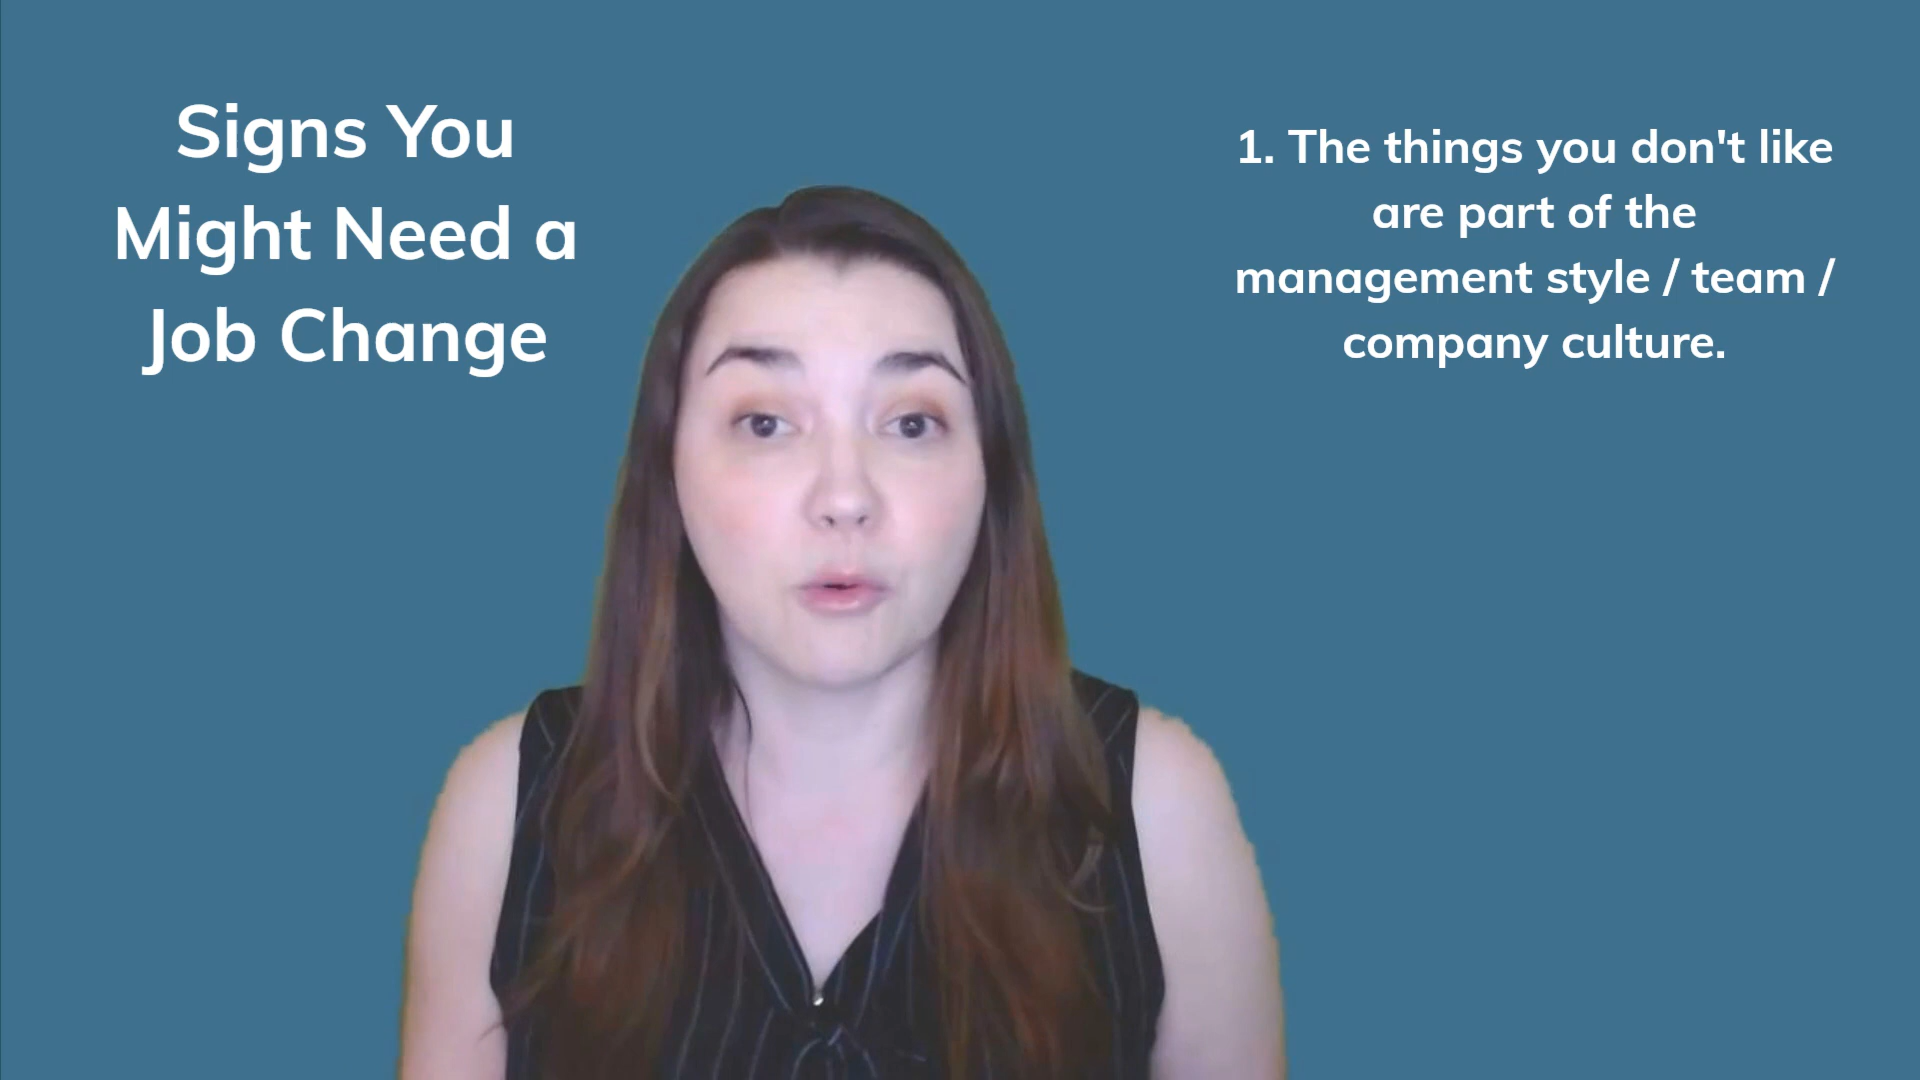 Signs You
Might Need a
Job Change
1. The things you don't like
are part of the
management style / team /
company culture.